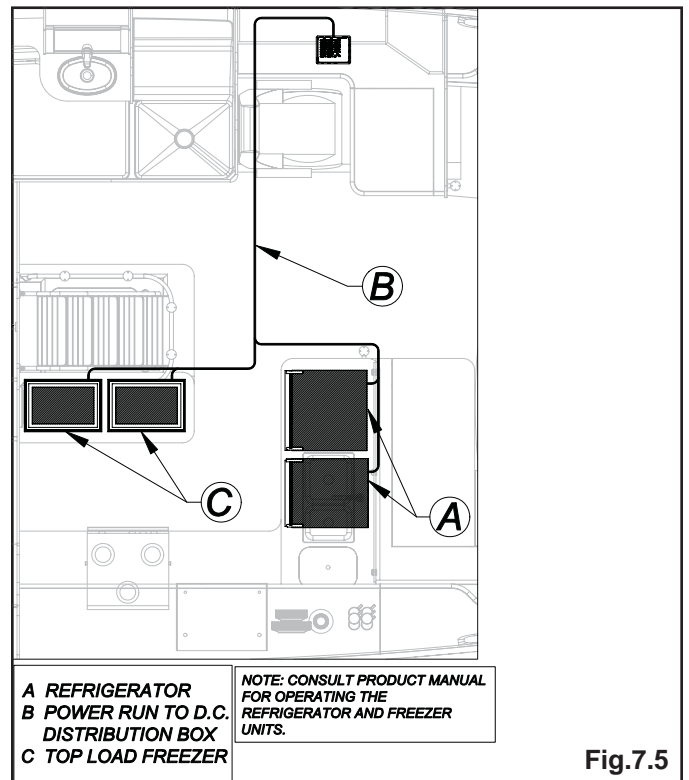 B
C
A
A REFRIGERATOR
B POWER RUN TO D.C.
DISTRIBUTION BOX
C TOP LOAD FREEZER
NOTE: CONSULT PRODUCT MANUAL
FOR OPERATING THE
REFRIGERATOR AND FREEZER
UNITS.
Fig.7.5